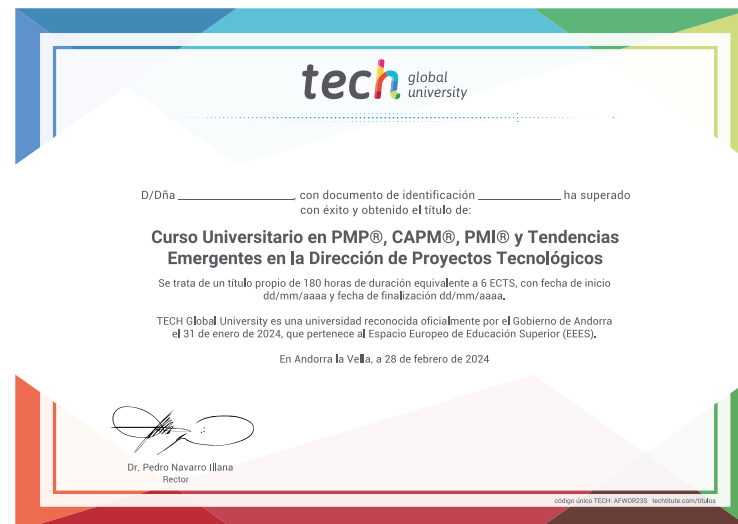 tech global university
D/Dña ______________, con documento de identificación __________ ha superado
con éxito y obtenido el título de:
Curso Universitario en PMP®, CAPM®, PMI® y Tendencias
Emergentes en la Dirección de Proyectos Tecnológicos
Se trata de un título propio de 180 horas de duración equivalente a 6 ECTS, con fecha de inicio
dd/mm/aaaa y fecha de finalización dd/mm/aaaa.
TECH Global University es una universidad reconocida oficialmente por el Gobierno de Andorra
el 31 de enero de 2024, que pertenece al Espacio Europeo de Educación Superior (EEES).
En Andorra la Vella, a 28 de febrero de 2024
Dr. Pedro Navarro Illana
Rector
código único TECH: AFWOR23S techtitute.com/titulos